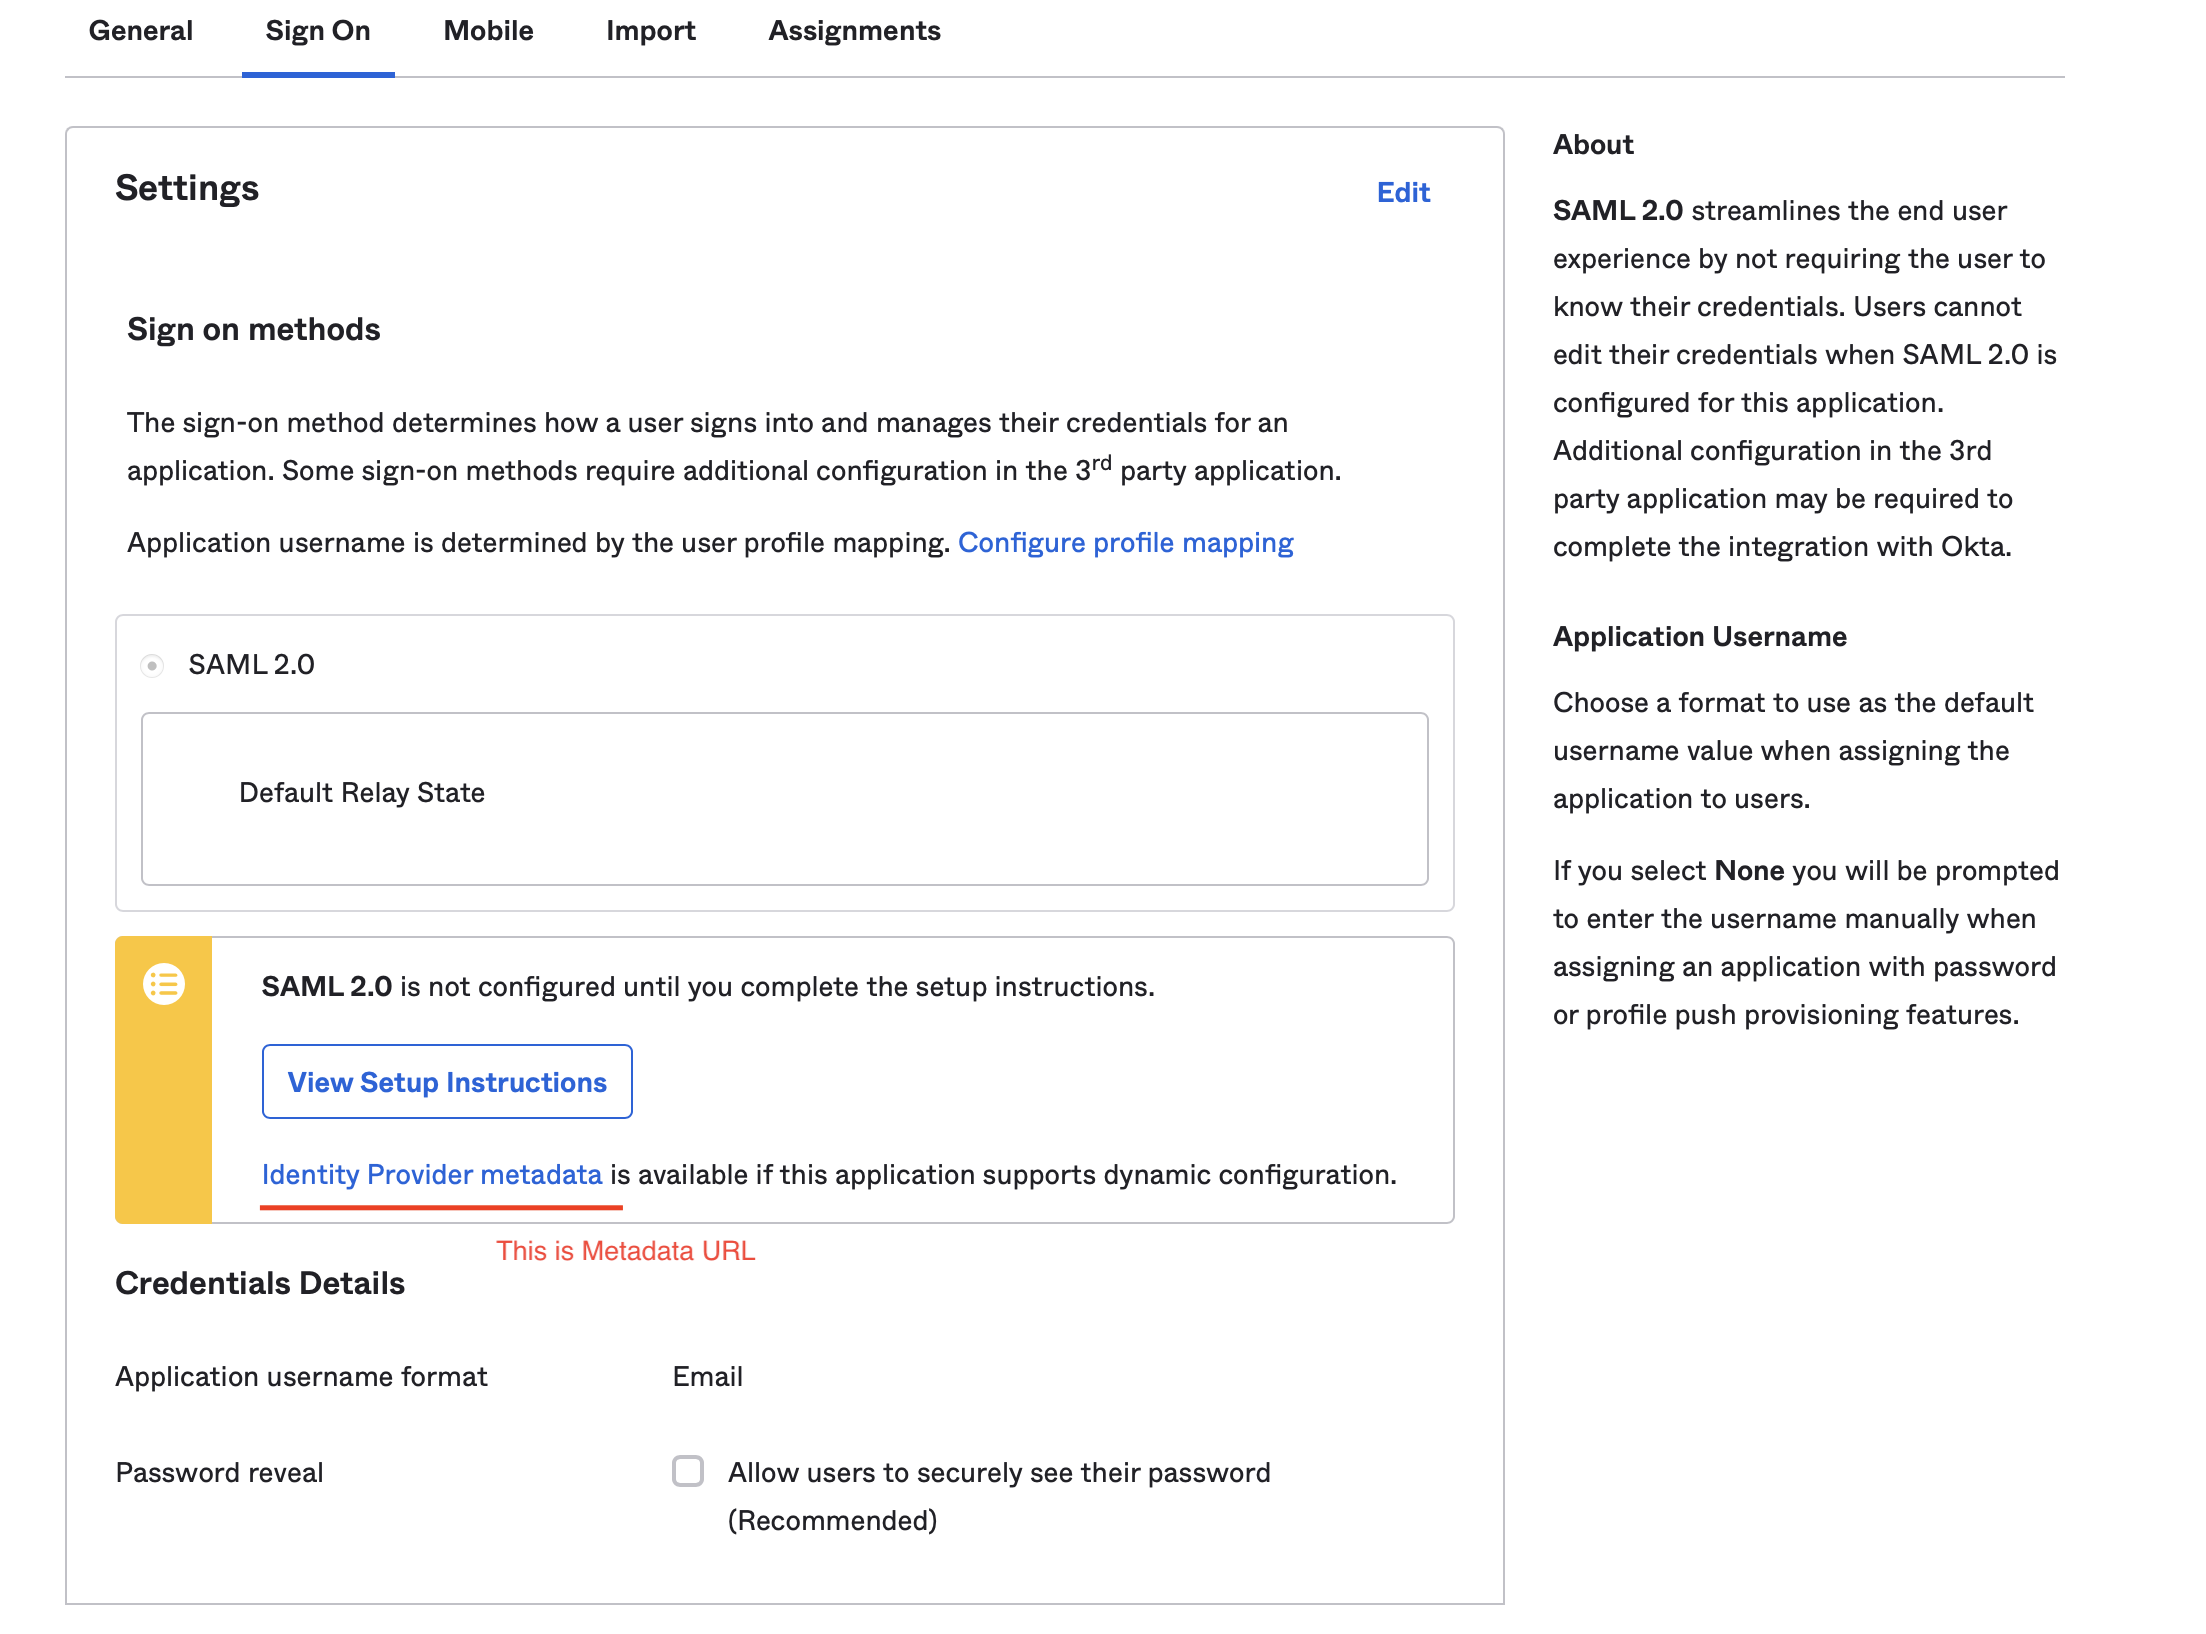 General Sign On Mobile Import Assignments
Settings
Edit
Sign on methods
The sign-on method determines how a user signs into and manages their credentials for an
application. Some sign-on methods require additional configuration in the 3rd party application.
Application username is determined by the user profile mapping. Configure profile mapping
SAML 2.0
Default Relay State
SAML 2.0 is not configured until you complete the setup instructions.
View Setup Instructions
Identity Provider metadata is available if this application supports dynamic configuration.
This is Metadata URL
Credentials Details
Application username format
Email
Password reveal
Allow users to securely see their password
(Recommended)
About
SAML 2.0 streamlines the end user
experience by not requiring the user to
know their credentials. Users cannot
edit their credentials when SAML 2.0 is
configured for this application.
Additional configuration in the 3rd
party application may be required to
complete the integration with Okta.
Application Username
Choose a format to use as the default
username value when assigning the
application to users.
If you select None you will be prompted
to enter the username manually when
assigning an application with password
or profile push provisioning features.